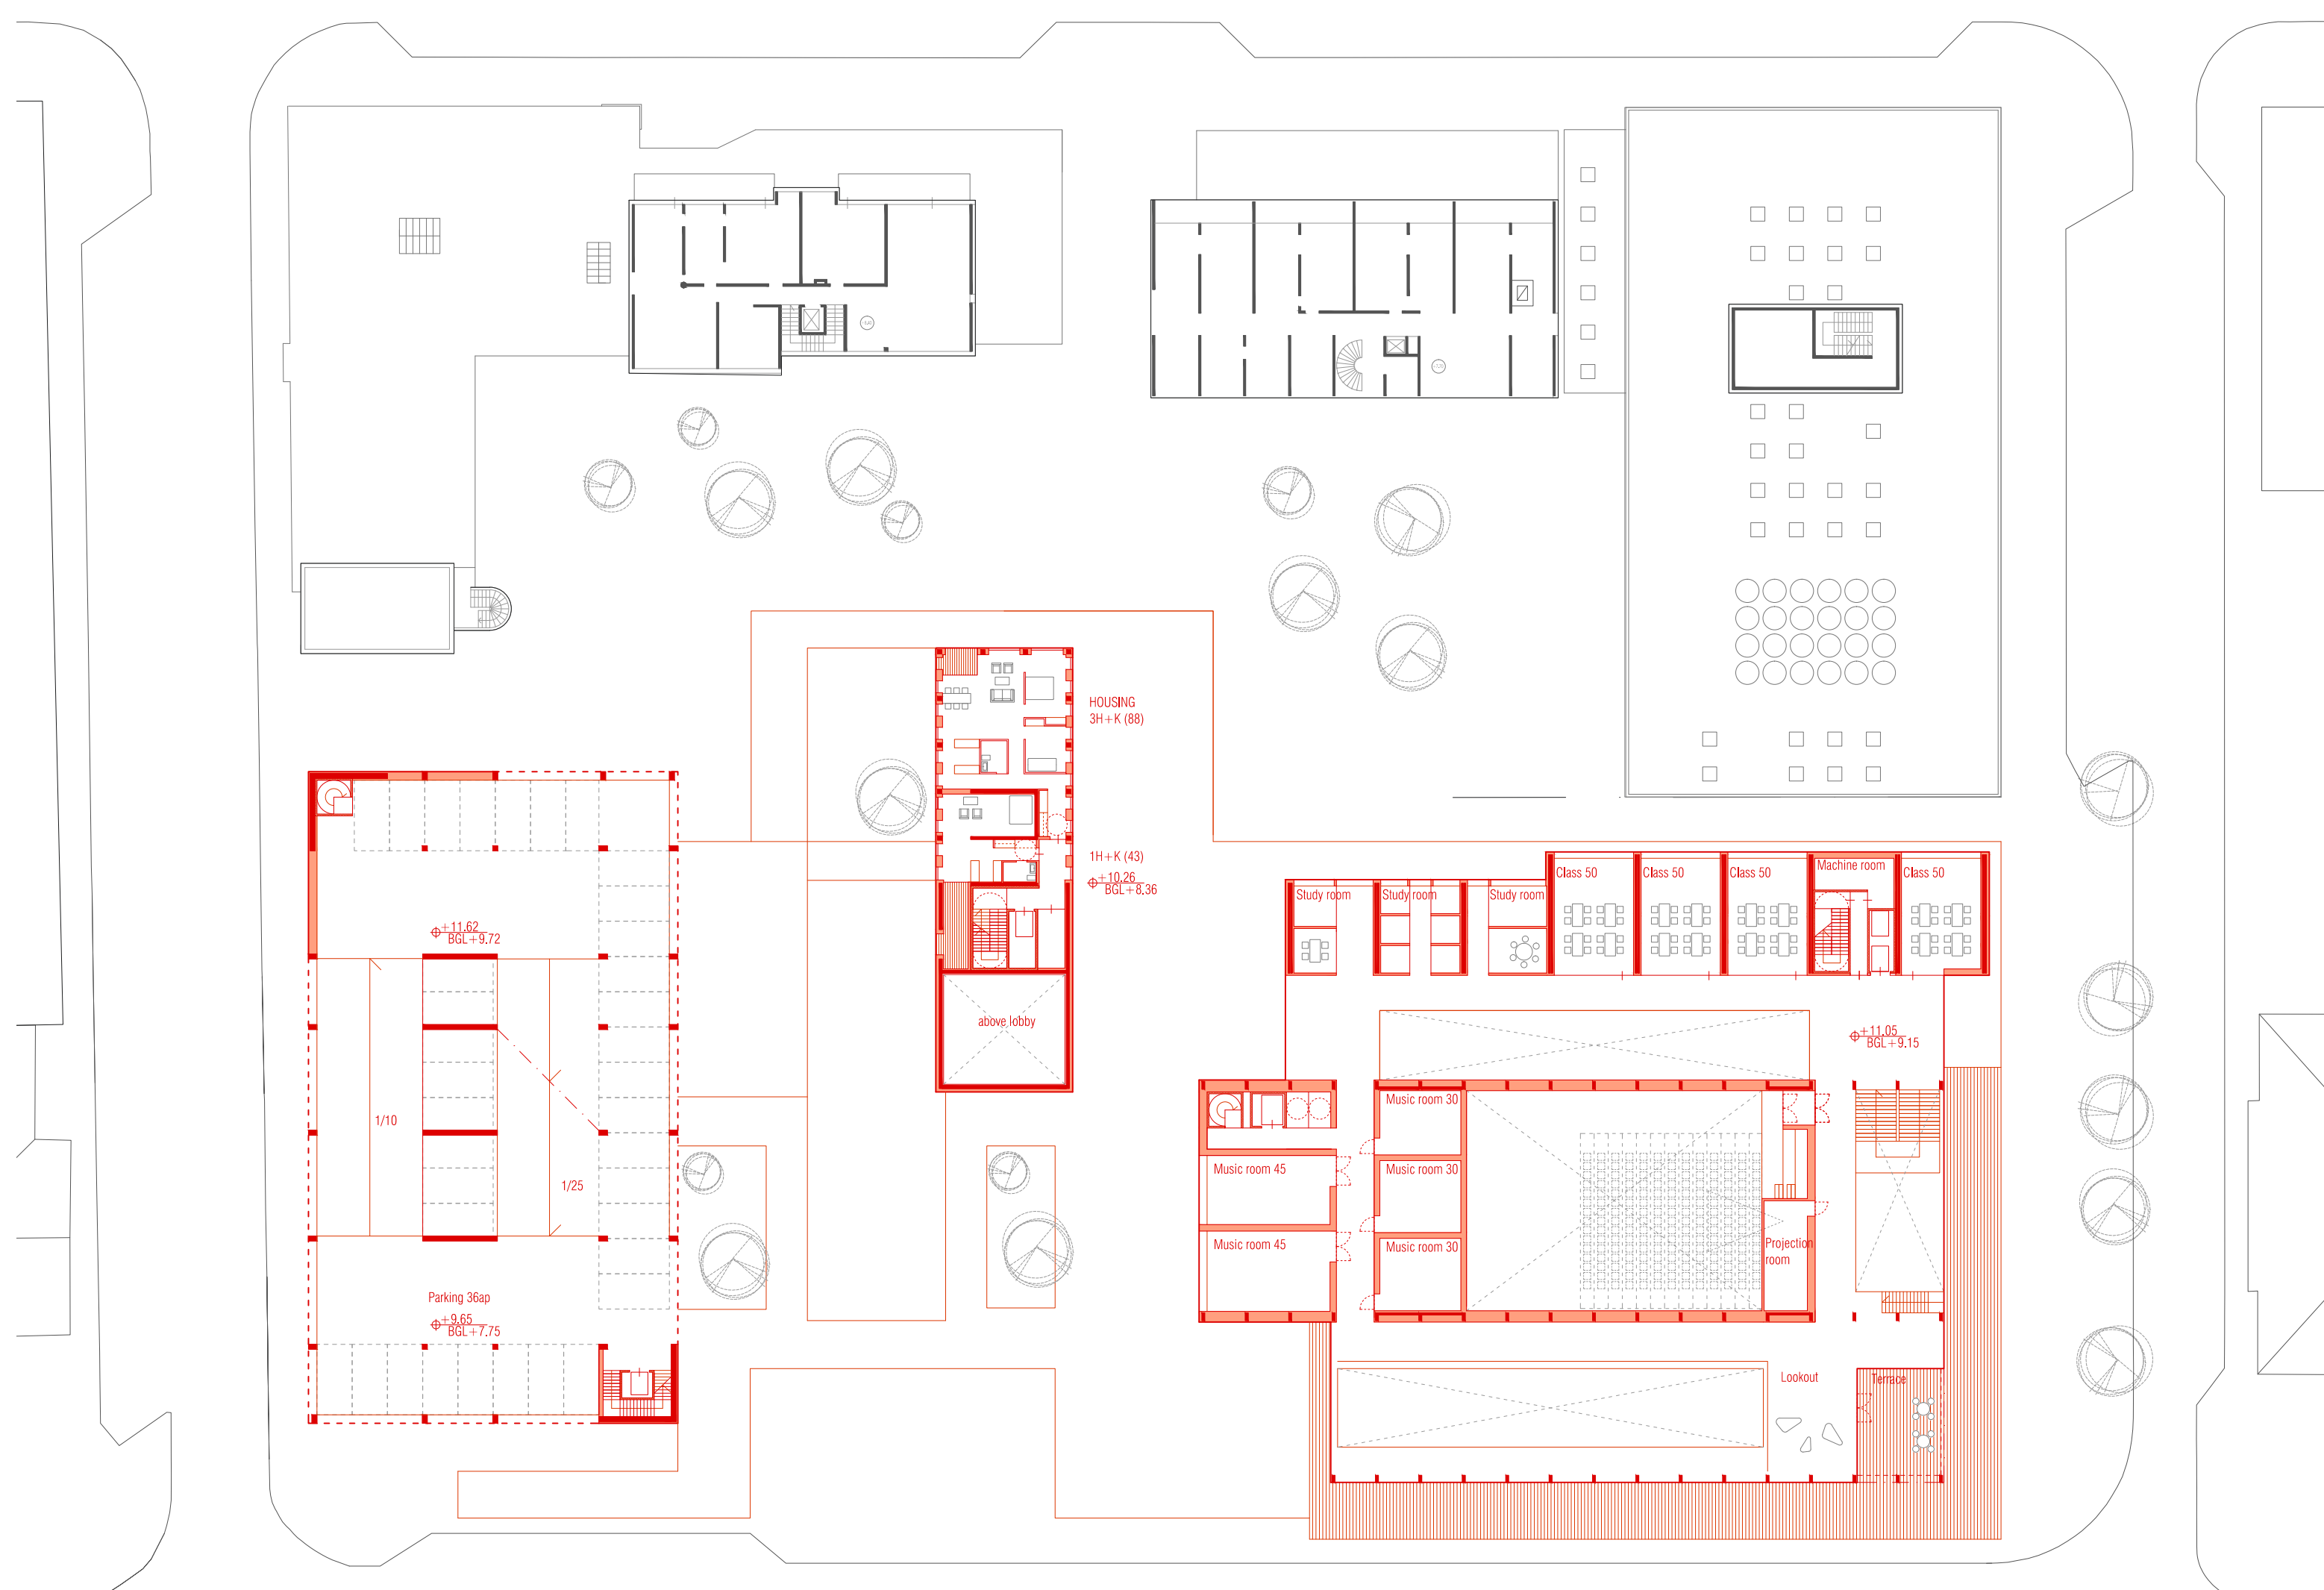 HOUSING
3H+K (88)
1H+K (43)
+10.26
BGL+8.36
above lobby
+11.62
BGL+9.72
1/10
1/25
Parking 36ap
+9.65
BGL+7.75
Study room
Study room
Study room
Class 50
Class 50
Class 50
Machine room
Class 50
+11.05
BGL+9.15
Music room 30
Music room 45
Music room 30
Music room 45
Music room 30
Projection
room
Lookout
Terrace